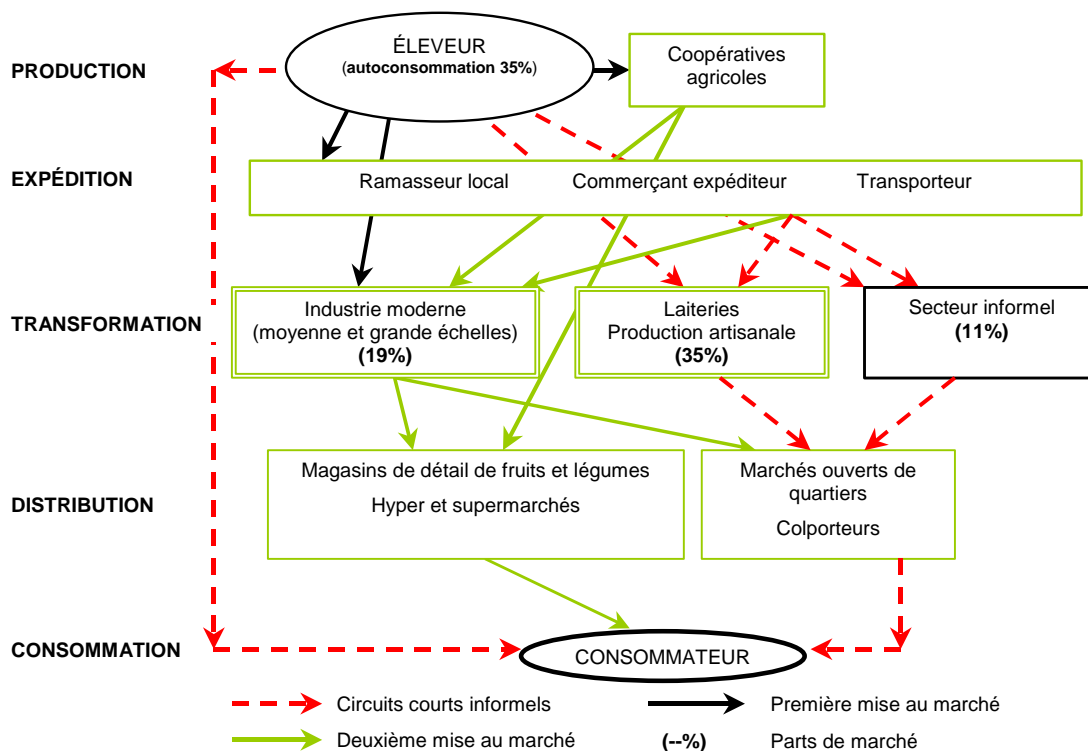 ÉLEVEUR
(autoconsommation 35%)
Coopératives
agricoles
PRODUCTION
EXPÉDITION
Ramasseur local
Commerçant expéditeur
Transporteur
TRANSFORMATION
Industrie moderne
(moyenne et grande échelles)
(19%)
Laiteries
Production artisanale
(35%)
Secteur informel
(11%)
DISTRIBUTION
Magasins de détail de fruits et légumes
Hyper et supermarchés
Marchés ouverts de
quartiers
Colporteurs
CONSOMMATION
CONSOMMATEUR
Circuits courts informels
Première mise au marché
Deuxième mise au marché
(--%) Parts de marché